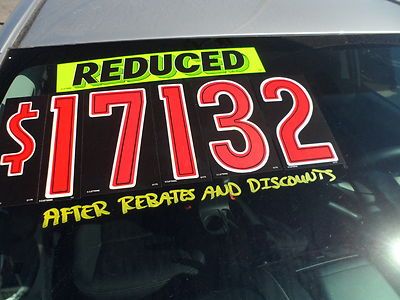 REDUCED
$17132
AFTER REBATES AND DISCOUNTS